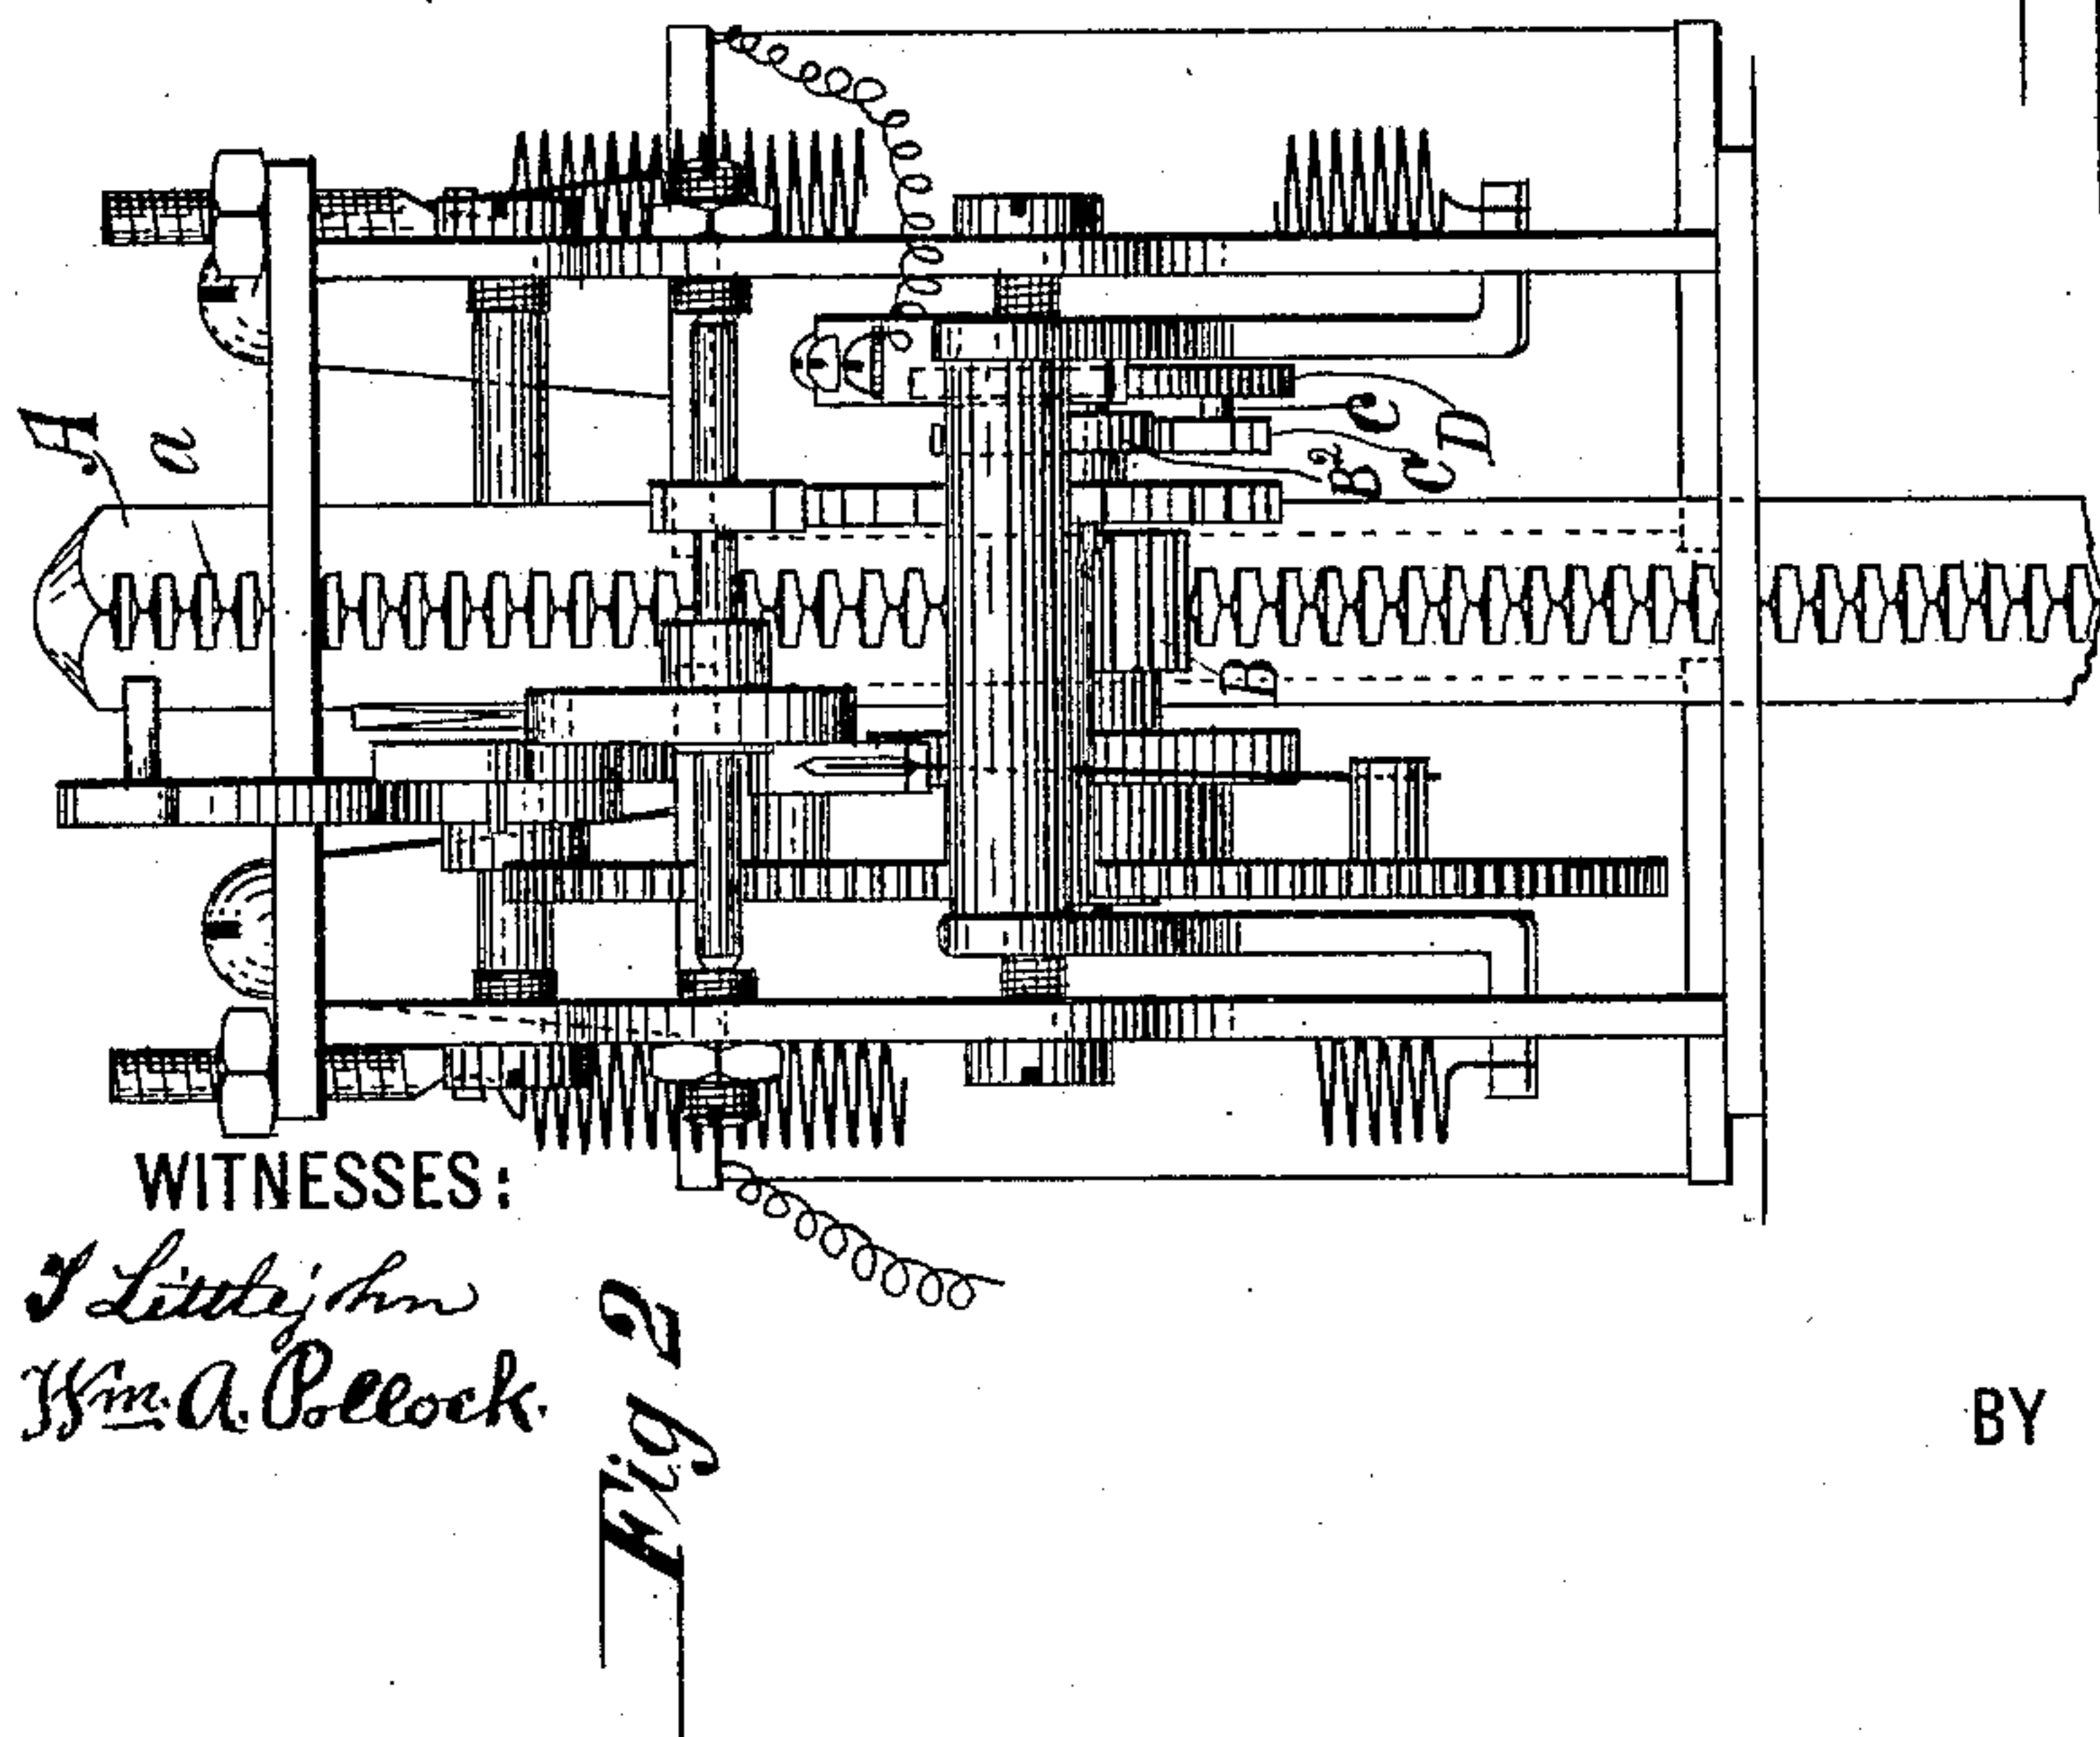 A
a
C
D
B²
C
B
WITNESSES:
J Littlejohn
Wm. A. Pollock.
Fig 2
BY